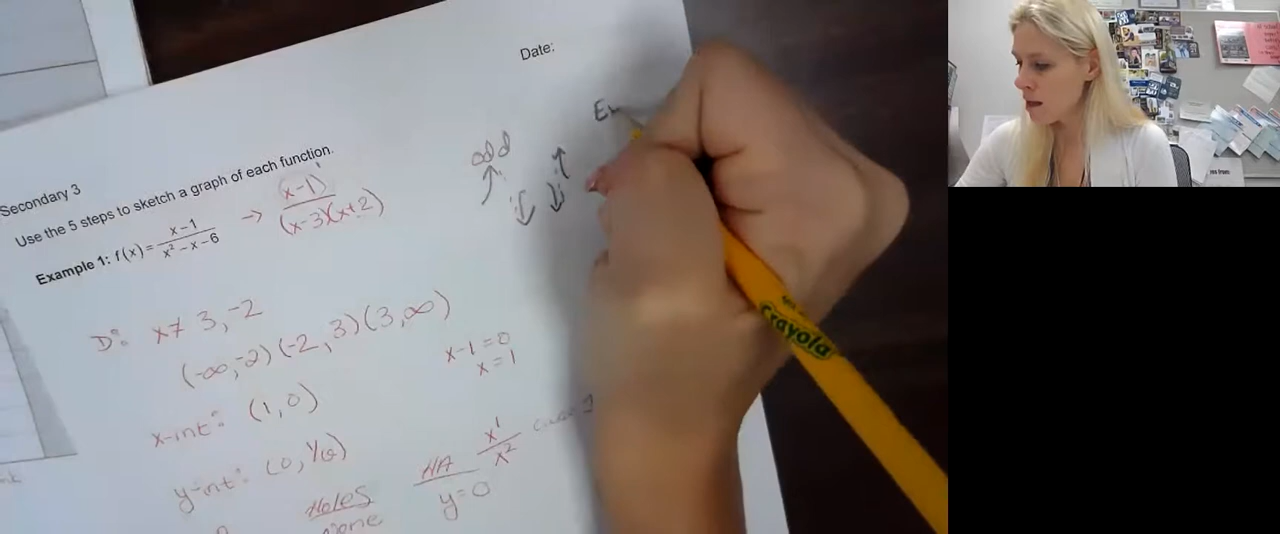 Date:
Secondary 3
Use the 5 steps to sketch a graph of each function.
Example 1: f(x) = (x-1)/(x² - x - 6) → (x-1)/((x-3)(x+2))
odd
D: x ≠ 3, -2
(-∞,-2)(-2,3)(3,∞)
x-1=0
x=1
x-int: (1,0)
y-int: (0, 1/6)
Holes
none
HA
y=0
x¹/x²
Crayola